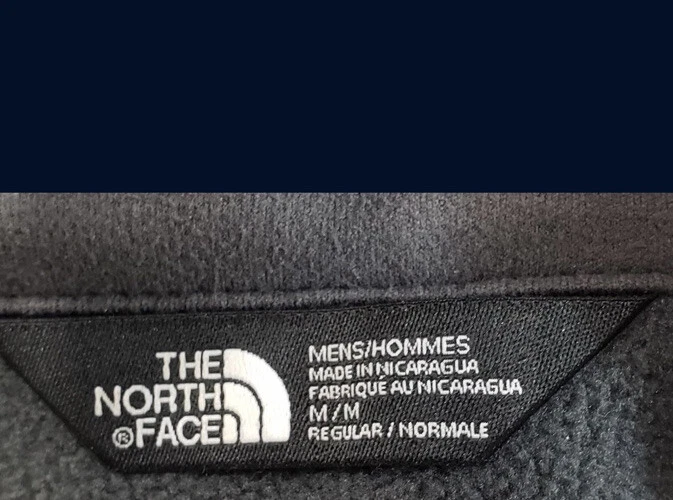 THE
NORTH
®FACE
MENS/HOMMES
MADE IN NICARAGUA
FABRIQUÉ AU NICARAGUA
M/M
REGULAR / NORMALE